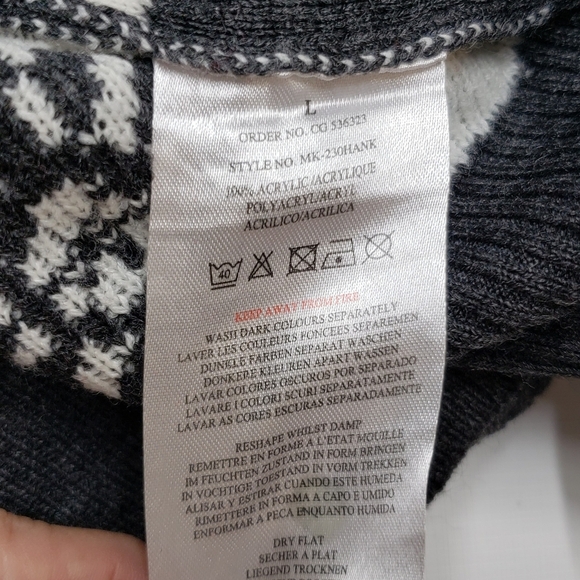 L
ORDER NO. CG 536323
STYLE NO. MK-230HANK
100% ACRYLIC/ACRYLIQUE
POLYACRYL/ACRYL
ACRILICO/ACRILICA
40
KEEP AWAY FROM FIRE
WASH DARK COLOURS SEPARATELY
LAVER LES COULEURS FONCEES SEPAREMEN
DUNKLE FARBEN SEPARAT WASCHEN
DONKERE KLEUREN APART WASSEN
LAVAR COLORES OSCUROS POR SEPARADO
LAVARE I COLORI SCURI SEPARATAMENTE
LAVAR AS CORES ESCURAS SEPARADAMENTE
RESHAPE WHILST DAMP
REMETTRE EN FORME A L'ETAT MOUILLE
IM FEUCHTEN ZUSTAND IN FORM BRINGEN
IN VOCHTIGE TOESTAND IN VORM TREKKEN
ALISAR Y ESTIRAR CUANDO ESTE HUMEDA
RIMETTERE IN FORMA A CAPO E UMIDO
ENFORMAR A PECA ENQUANTO HUMIDA
DRY FLAT
SECHER A PLAT
LIEGEND TROCKNEN